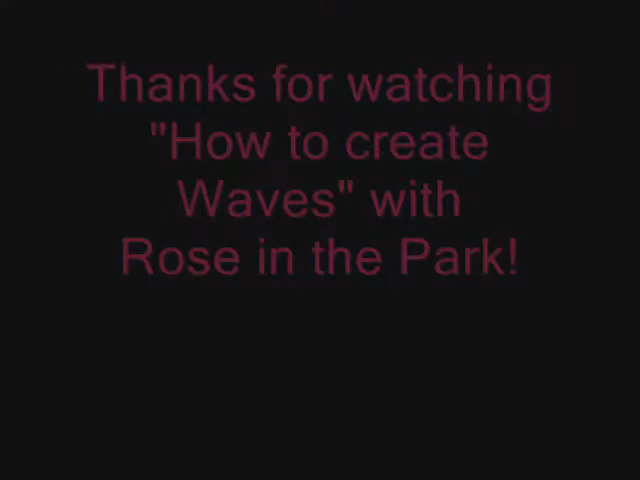 Thanks for watching
"How to create
Waves" with
Rose in the Park!